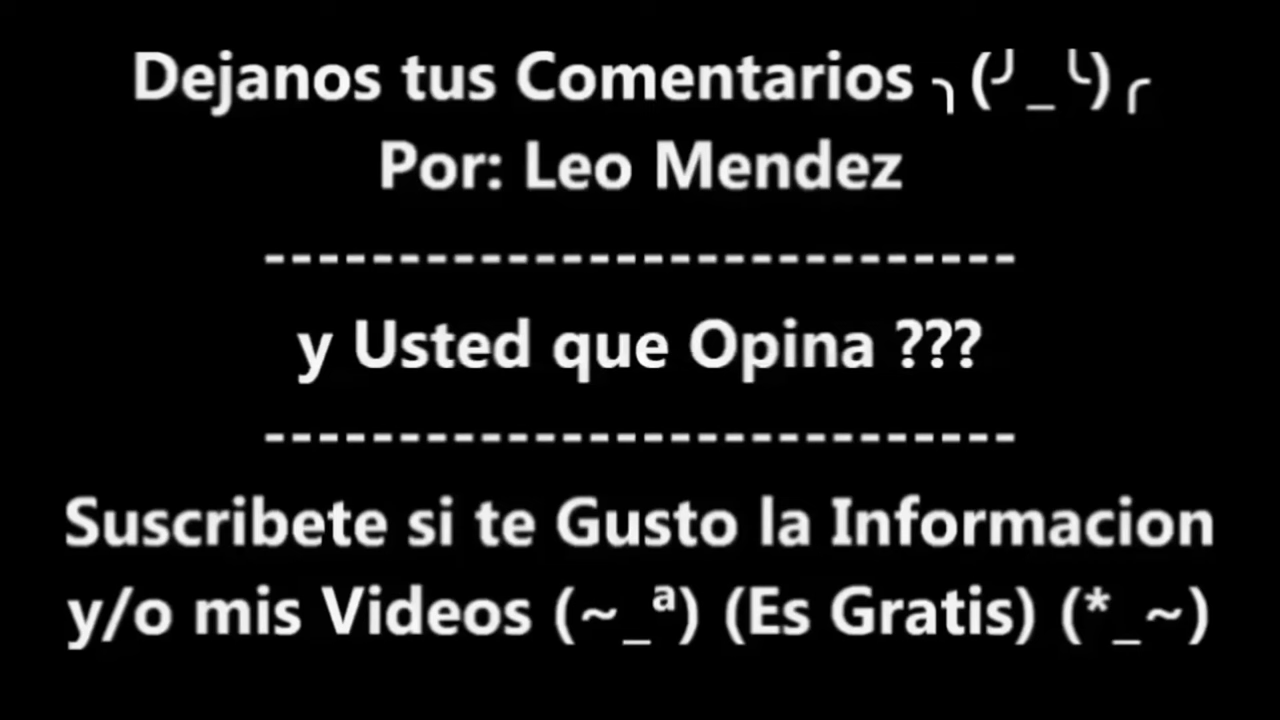 Dejanos tus Comentarios ╮(╯_╰)╭
Por: Leo Mendez
----------------------------
y Usted que Opina ???
----------------------------
Suscribete si te Gusto la Informacion
y/o mis Videos (~_ª) (Es Gratis) (*_~)